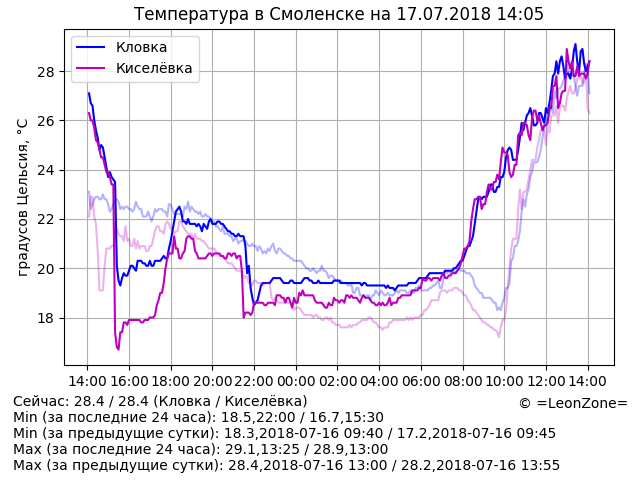 Температура в Смоленске на 17.07.2018 14:05
Кловка
Киселёвка
градусов Цельсия, °C
28
26
24
22
20
18
14:00 16:00 18:00 20:00 22:00 00:00 02:00 04:00 06:00 08:00 10:00 12:00 14:00
Сейчас: 28.4 / 28.4 (Кловка / Киселёвка)
© =LeonZone=
Min (за последние 24 часа): 18.5,22:00 / 16.7,15:30
Min (за предыдущие сутки): 18.3,2018-07-16 09:40 / 17.2,2018-07-16 09:45
Max (за последние 24 часа): 29.1,13:25 / 28.9,13:00
Max (за предыдущие сутки): 28.4,2018-07-16 13:00 / 28.2,2018-07-16 13:55